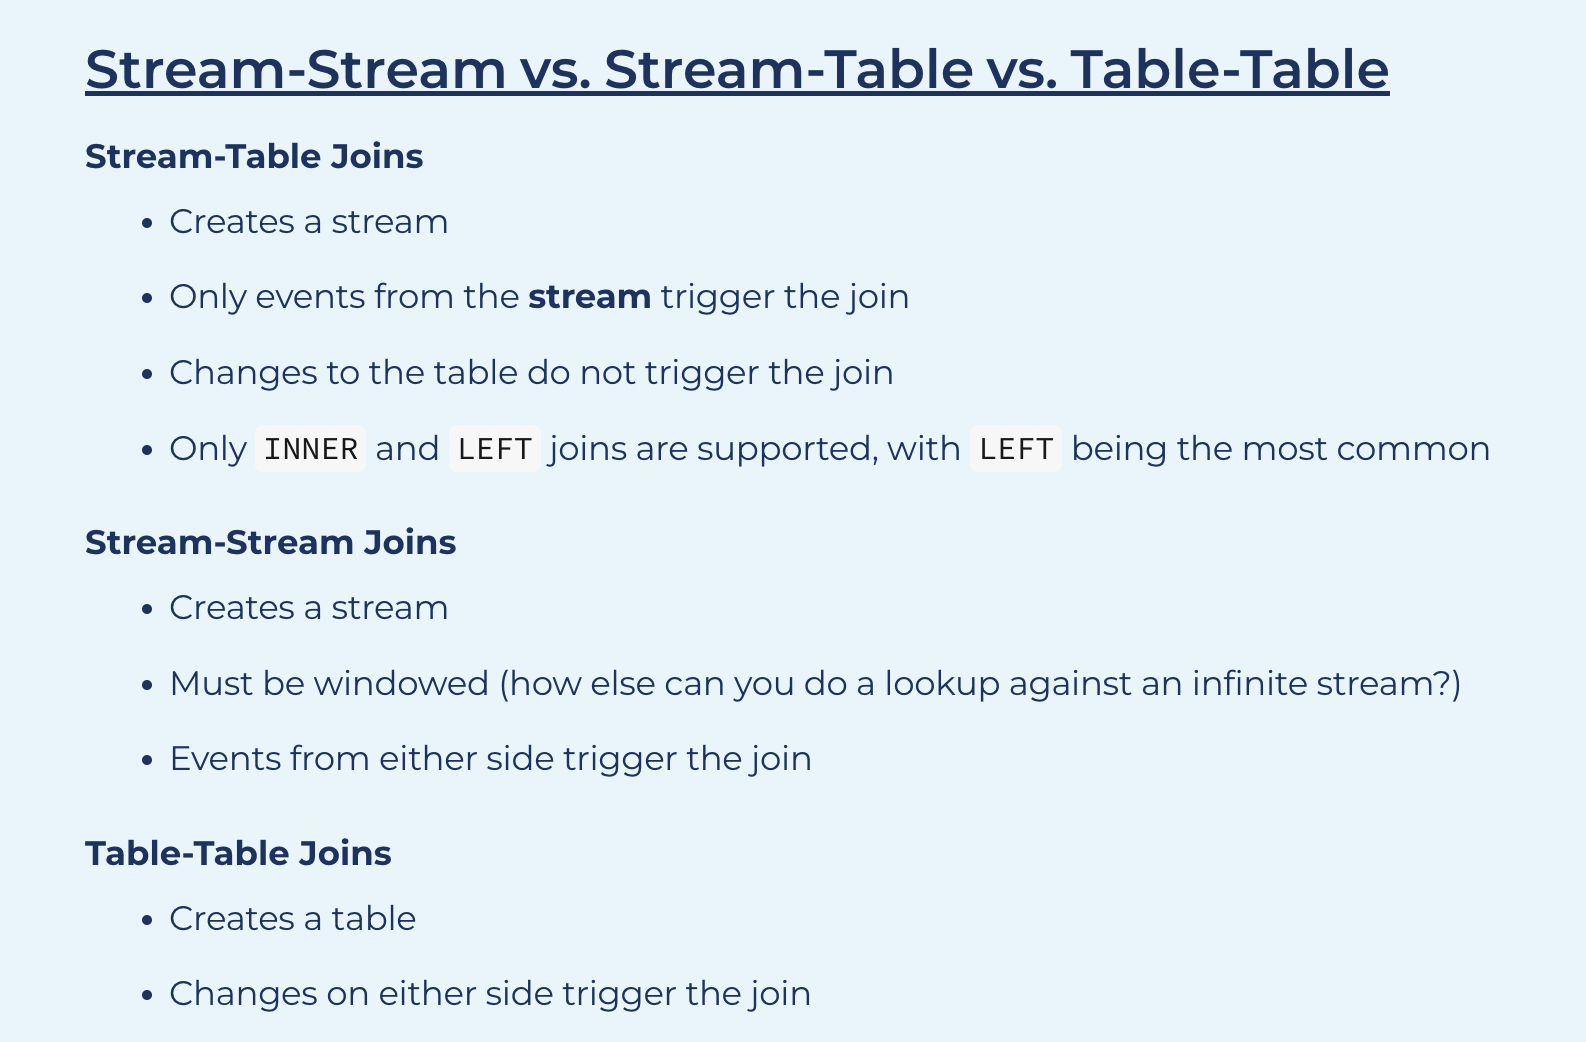 Stream-Stream vs. Stream-Table vs. Table-Table
Stream-Table Joins
• Creates a stream
• Only events from the stream trigger the join
• Changes to the table do not trigger the join
• Only INNER and LEFT joins are supported, with LEFT being the most common
Stream-Stream Joins
• Creates a stream
• Must be windowed (how else can you do a lookup against an infinite stream?)
• Events from either side trigger the join
Table-Table Joins
• Creates a table
• Changes on either side trigger the join